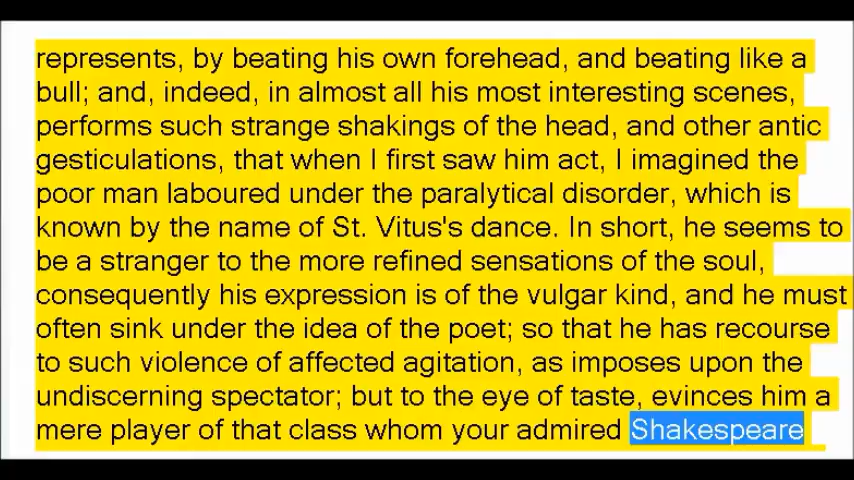 represents, by beating his own forehead, and beating like a
bull; and, indeed, in almost all his most interesting scenes,
performs such strange shakings of the head, and other antic
gesticulations, that when I first saw him act, I imagined the
poor man laboured under the paralytical disorder, which is
known by the name of St. Vitus's dance. In short, he seems to
be a stranger to the more refined sensations of the soul,
consequently his expression is of the vulgar kind, and he must
often sink under the idea of the poet; so that he has recourse
to such violence of affected agitation, as imposes upon the
undiscerning spectator; but to the eye of taste, evinces him a
mere player of that class whom your admired Shakespeare